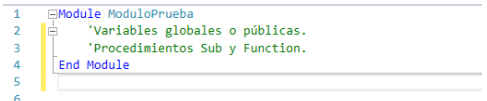 1 Module ModuloPrueba
2 'Variables globales o públicas.
3 'Procedimientos Sub y Function.
4 End Module
5
6